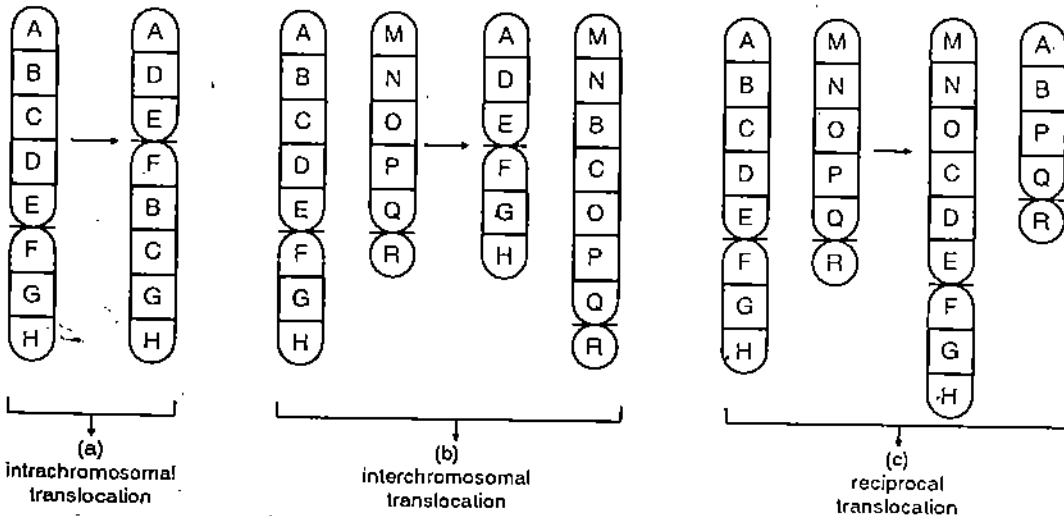 A
B
C
D
E
F
G
H
A
D
E
F
B
C
G
H
(a)
intrachromosomal
translocation
A
B
C
D
E
F
G
H
M
N
O
P
Q
R
A
D
E
F
G
H
M
N
B
C
O
P
Q
R
(b)
interchromosomal
translocation
A
B
C
D
E
F
G
H
M
N
O
P
Q
R
M
N
O
C
D
E
F
G
H
A
B
P
Q
R
(c)
reciprocal
translocation